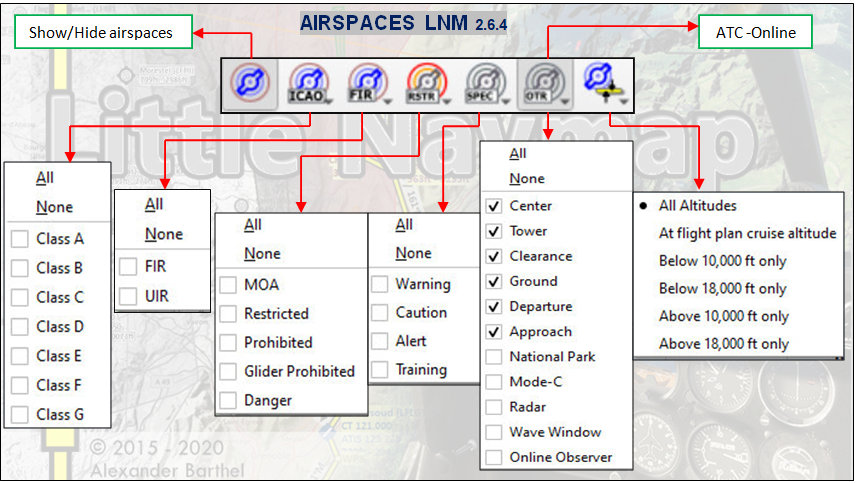 AIRSPACES LNM 2.6.4
Show/Hide airspaces
ATC -Online
ICAO
FIR
RSTR
SPEC
OTR
Little Navmap
All
None
Class A
Class B
Class C
Class D
Class E
Class F
Class G
All
None
FIR
UIR
All
None
MOA
Restricted
Prohibited
Glider Prohibited
Danger
All
None
Warning
Caution
Alert
Training
All
None
Center
Tower
Clearance
Ground
Departure
Approach
National Park
Mode-C
Radar
Wave Window
Online Observer
All Altitudes
At flight plan cruise altitude
Below 10,000 ft only
Below 18,000 ft only
Above 10,000 ft only
Above 18,000 ft only
CT 121.000
© 2015 - 2020
Alexander Barthel